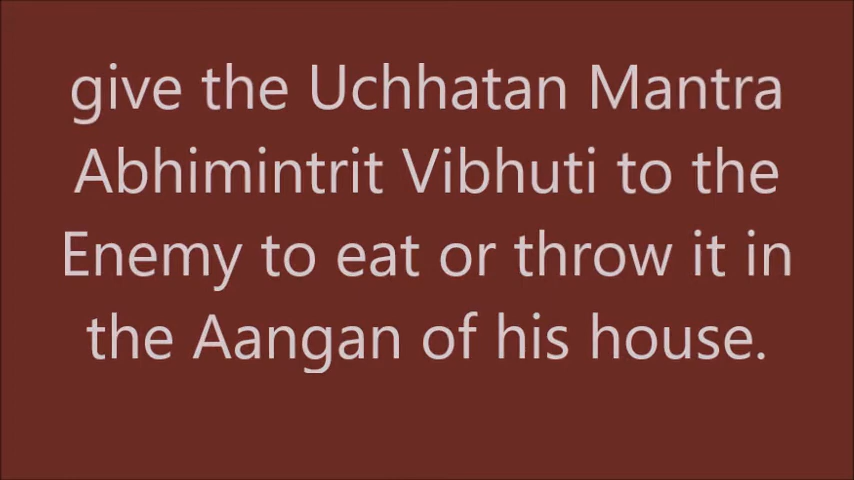 give the Uchhatan Mantra
Abhimintrit Vibhuti to the
Enemy to eat or throw it in
the Aangan of his house.